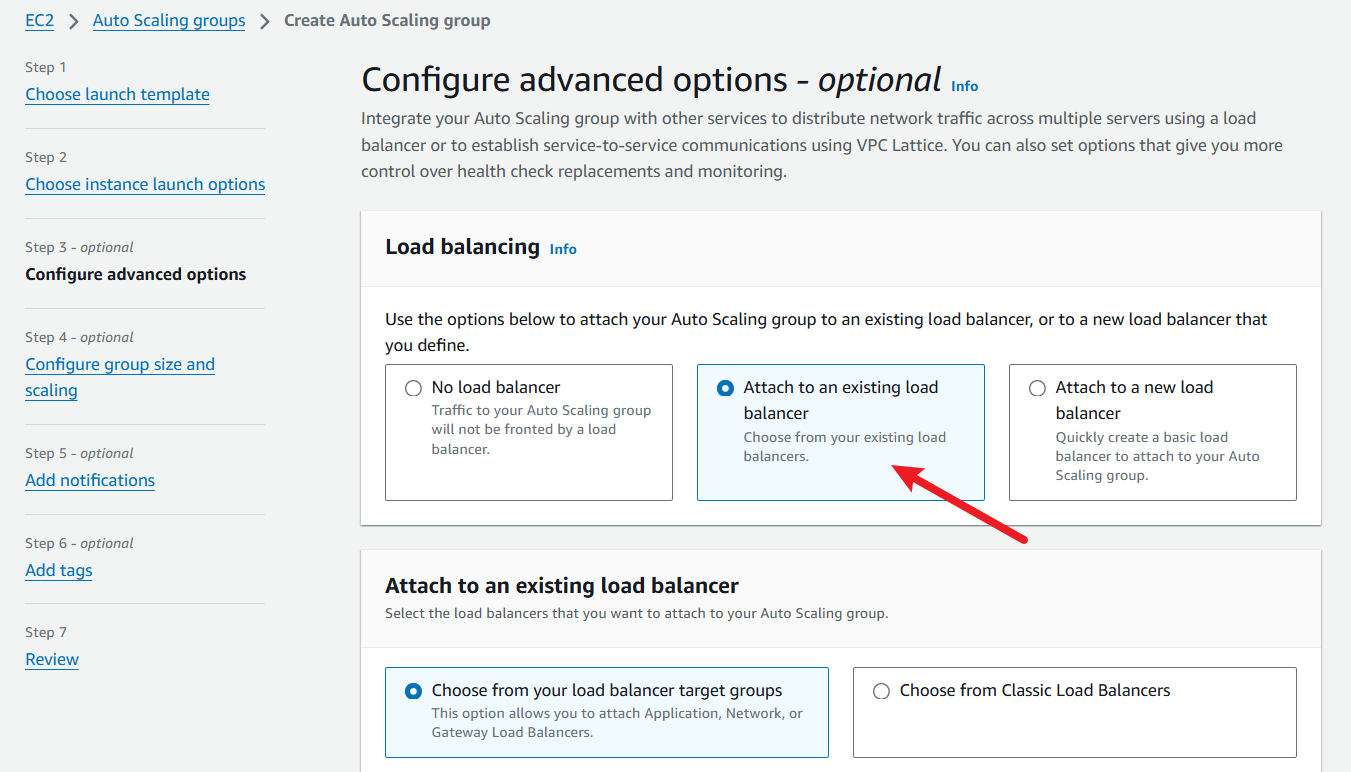 EC2 > Auto Scaling groups > Create Auto Scaling group
Step 1
Choose launch template
Step 2
Choose instance launch options
Step 3 - optional
Configure advanced options
Step 4 - optional
Configure group size and
scaling
Step 5 - optional
Add notifications
Step 6 - optional
Add tags
Step 7
Review
Configure advanced options - optional Info
Integrate your Auto Scaling group with other services to distribute network traffic across multiple servers using a load
balancer or to establish service-to-service communications using VPC Lattice. You can also set options that give you more
control over health check replacements and monitoring.
Load balancing Info
Use the options below to attach your Auto Scaling group to an existing load balancer, or to a new load balancer that
you define.
No load balancer
Traffic to your Auto Scaling group
will not be fronted by a load
balancer.
Attach to an existing load
balancer
Choose from your existing load
balancers.
Attach to a new load
balancer
Quickly create a basic load
balancer to attach to your Auto
Scaling group.
Attach to an existing load balancer
Select the load balancers that you want to attach to your Auto Scaling group.
Choose from your load balancer target groups
This option allows you to attach Application, Network, or
Gateway Load Balancers.
Choose from Classic Load Balancers